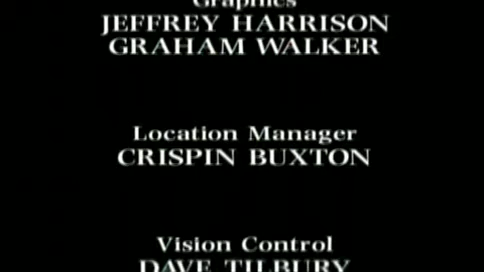 Graphics
JEFFREY HARRISON
GRAHAM WALKER
Location Manager
CRISPIN BUXTON
Vision Control
DAVE TILBURY